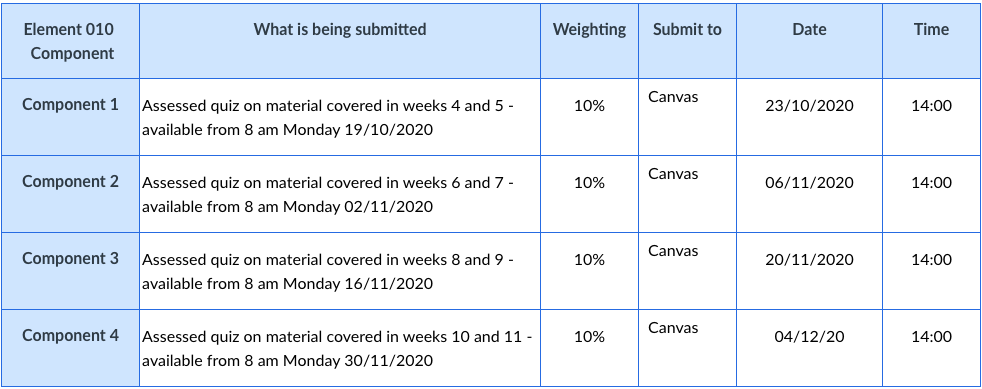 Element 010 Component
What is being submitted
Weighting
Submit to
Date
Time
Component 1
Assessed quiz on material covered in weeks 4 and 5 -
available from 8 am Monday 19/10/2020
10%
Canvas
23/10/2020
14:00
Component 2
Assessed quiz on material covered in weeks 6 and 7 -
available from 8 am Monday 02/11/2020
10%
Canvas
06/11/2020
14:00
Component 3
Assessed quiz on material covered in weeks 8 and 9 -
available from 8 am Monday 16/11/2020
10%
Canvas
20/11/2020
14:00
Component 4
Assessed quiz on material covered in weeks 10 and 11 -
available from 8 am Monday 30/11/2020
10%
Canvas
04/12/20
14:00